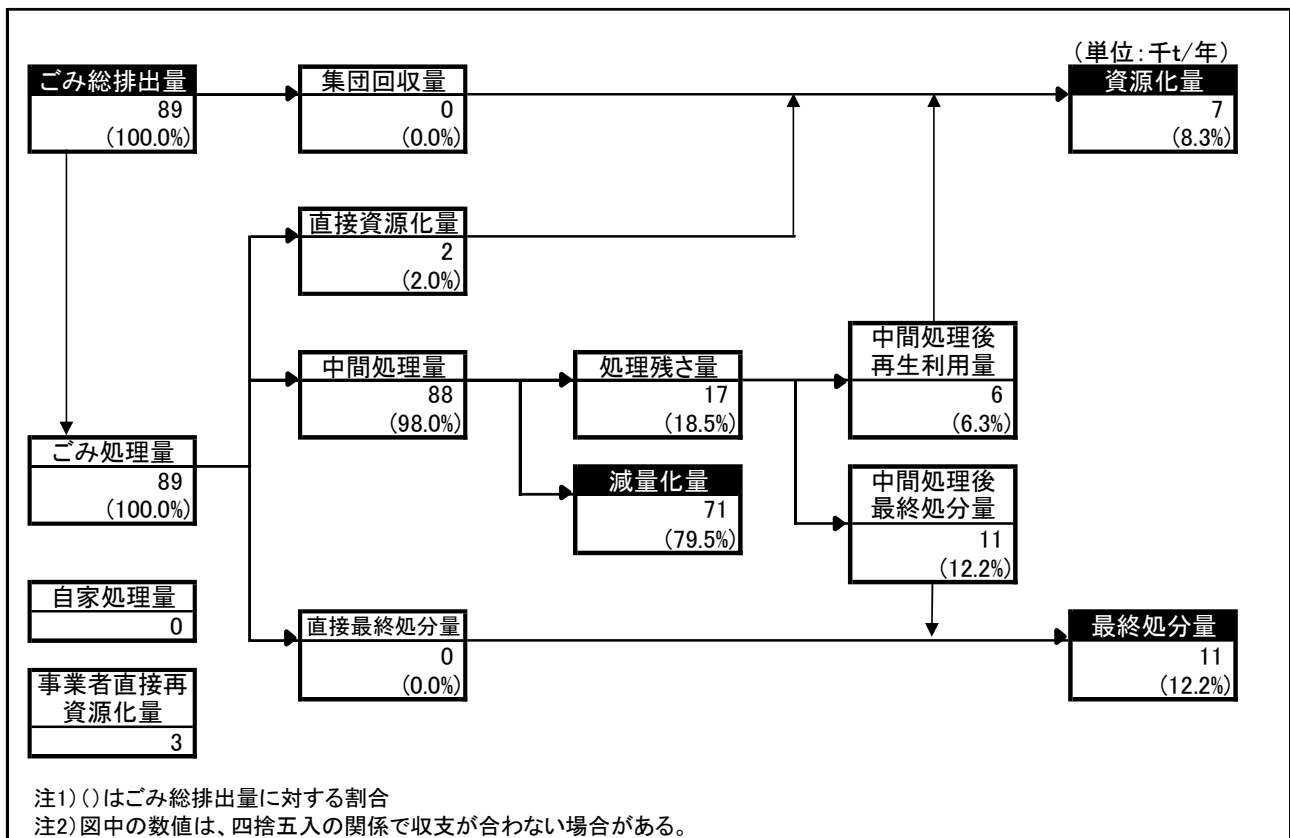 (単位:千t/年)
ごみ総排出量
89
(100.0%)
集団回収量
0
(0.0%)
資源化量
7
(8.3%)
直接資源化量
2
(2.0%)
中間処理量
88
(98.0%)
処理残さ量
17
(18.5%)
中間処理後
再生利用量
6
(6.3%)
ごみ処理量
89
(100.0%)
減量化量
71
(79.5%)
中間処理後
最終処分量
11
(12.2%)
自家処理量
0
直接最終処分量
0
(0.0%)
最終処分量
11
(12.2%)
事業者直接再
資源化量
3
注1)()はごみ総排出量に対する割合
注2)図中の数値は、四捨五入の関係で収支が合わない場合がある。